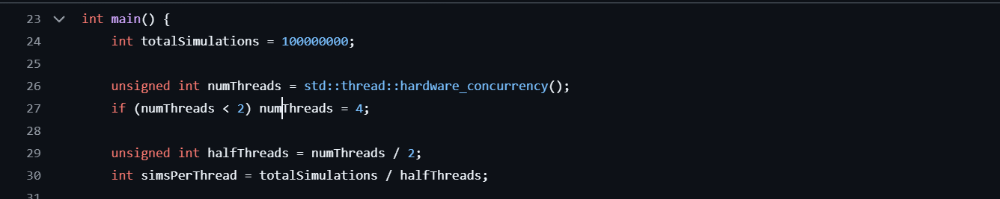 23 int main() {
24 int totalSimulations = 100000000;
25
26 unsigned int numThreads = std::thread::hardware_concurrency();
27 if (numThreads < 2) numThreads = 4;
28
29 unsigned int halfThreads = numThreads / 2;
30 int simsPerThread = totalSimulations / halfThreads;
31